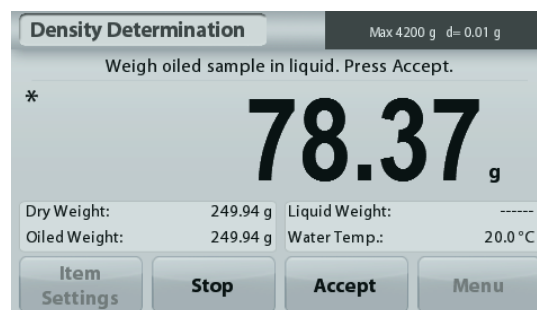 Density Determination
Max 4200 g d= 0.01 g
Weigh oiled sample in liquid. Press Accept.
*
78.37 g
Dry Weight: 249.94 g Liquid Weight: ------
Oiled Weight: 249.94 g Water Temp.: 20.0 °C
Item Settings
Stop
Accept
Menu